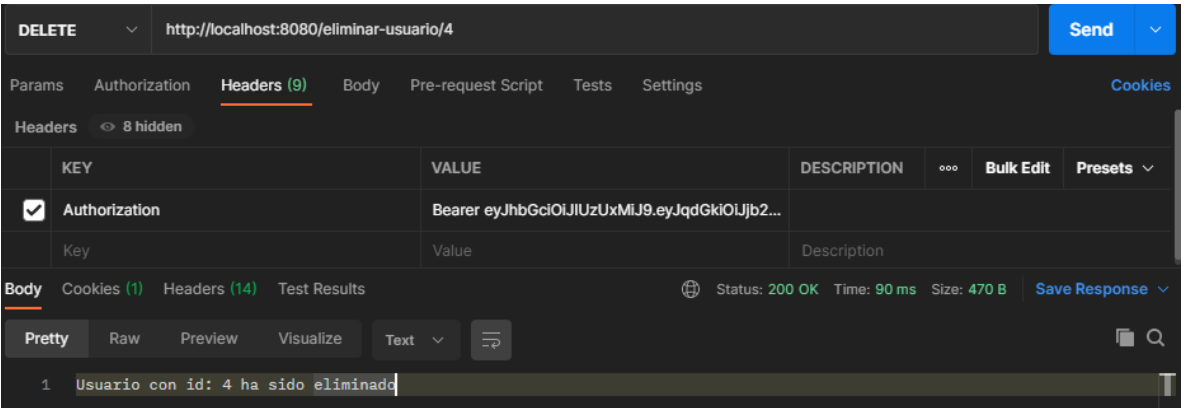 DELETE http://localhost:8080/eliminar-usuario/4 Send
Params Authorization Headers (9) Body Pre-request Script Tests Settings Cookies
Headers 8 hidden
KEY VALUE DESCRIPTION ooo Bulk Edit Presets
Authorization Bearer eyJhbGciOiJIUzUxMiJ9.eyJqdGkiOiJjb2...
Key Value Description
Body Cookies (1) Headers (14) Test Results Status: 200 OK Time: 90 ms Size: 470 B Save Response
Pretty Raw Preview Visualize Text
1 Usuario con id: 4 ha sido eliminado